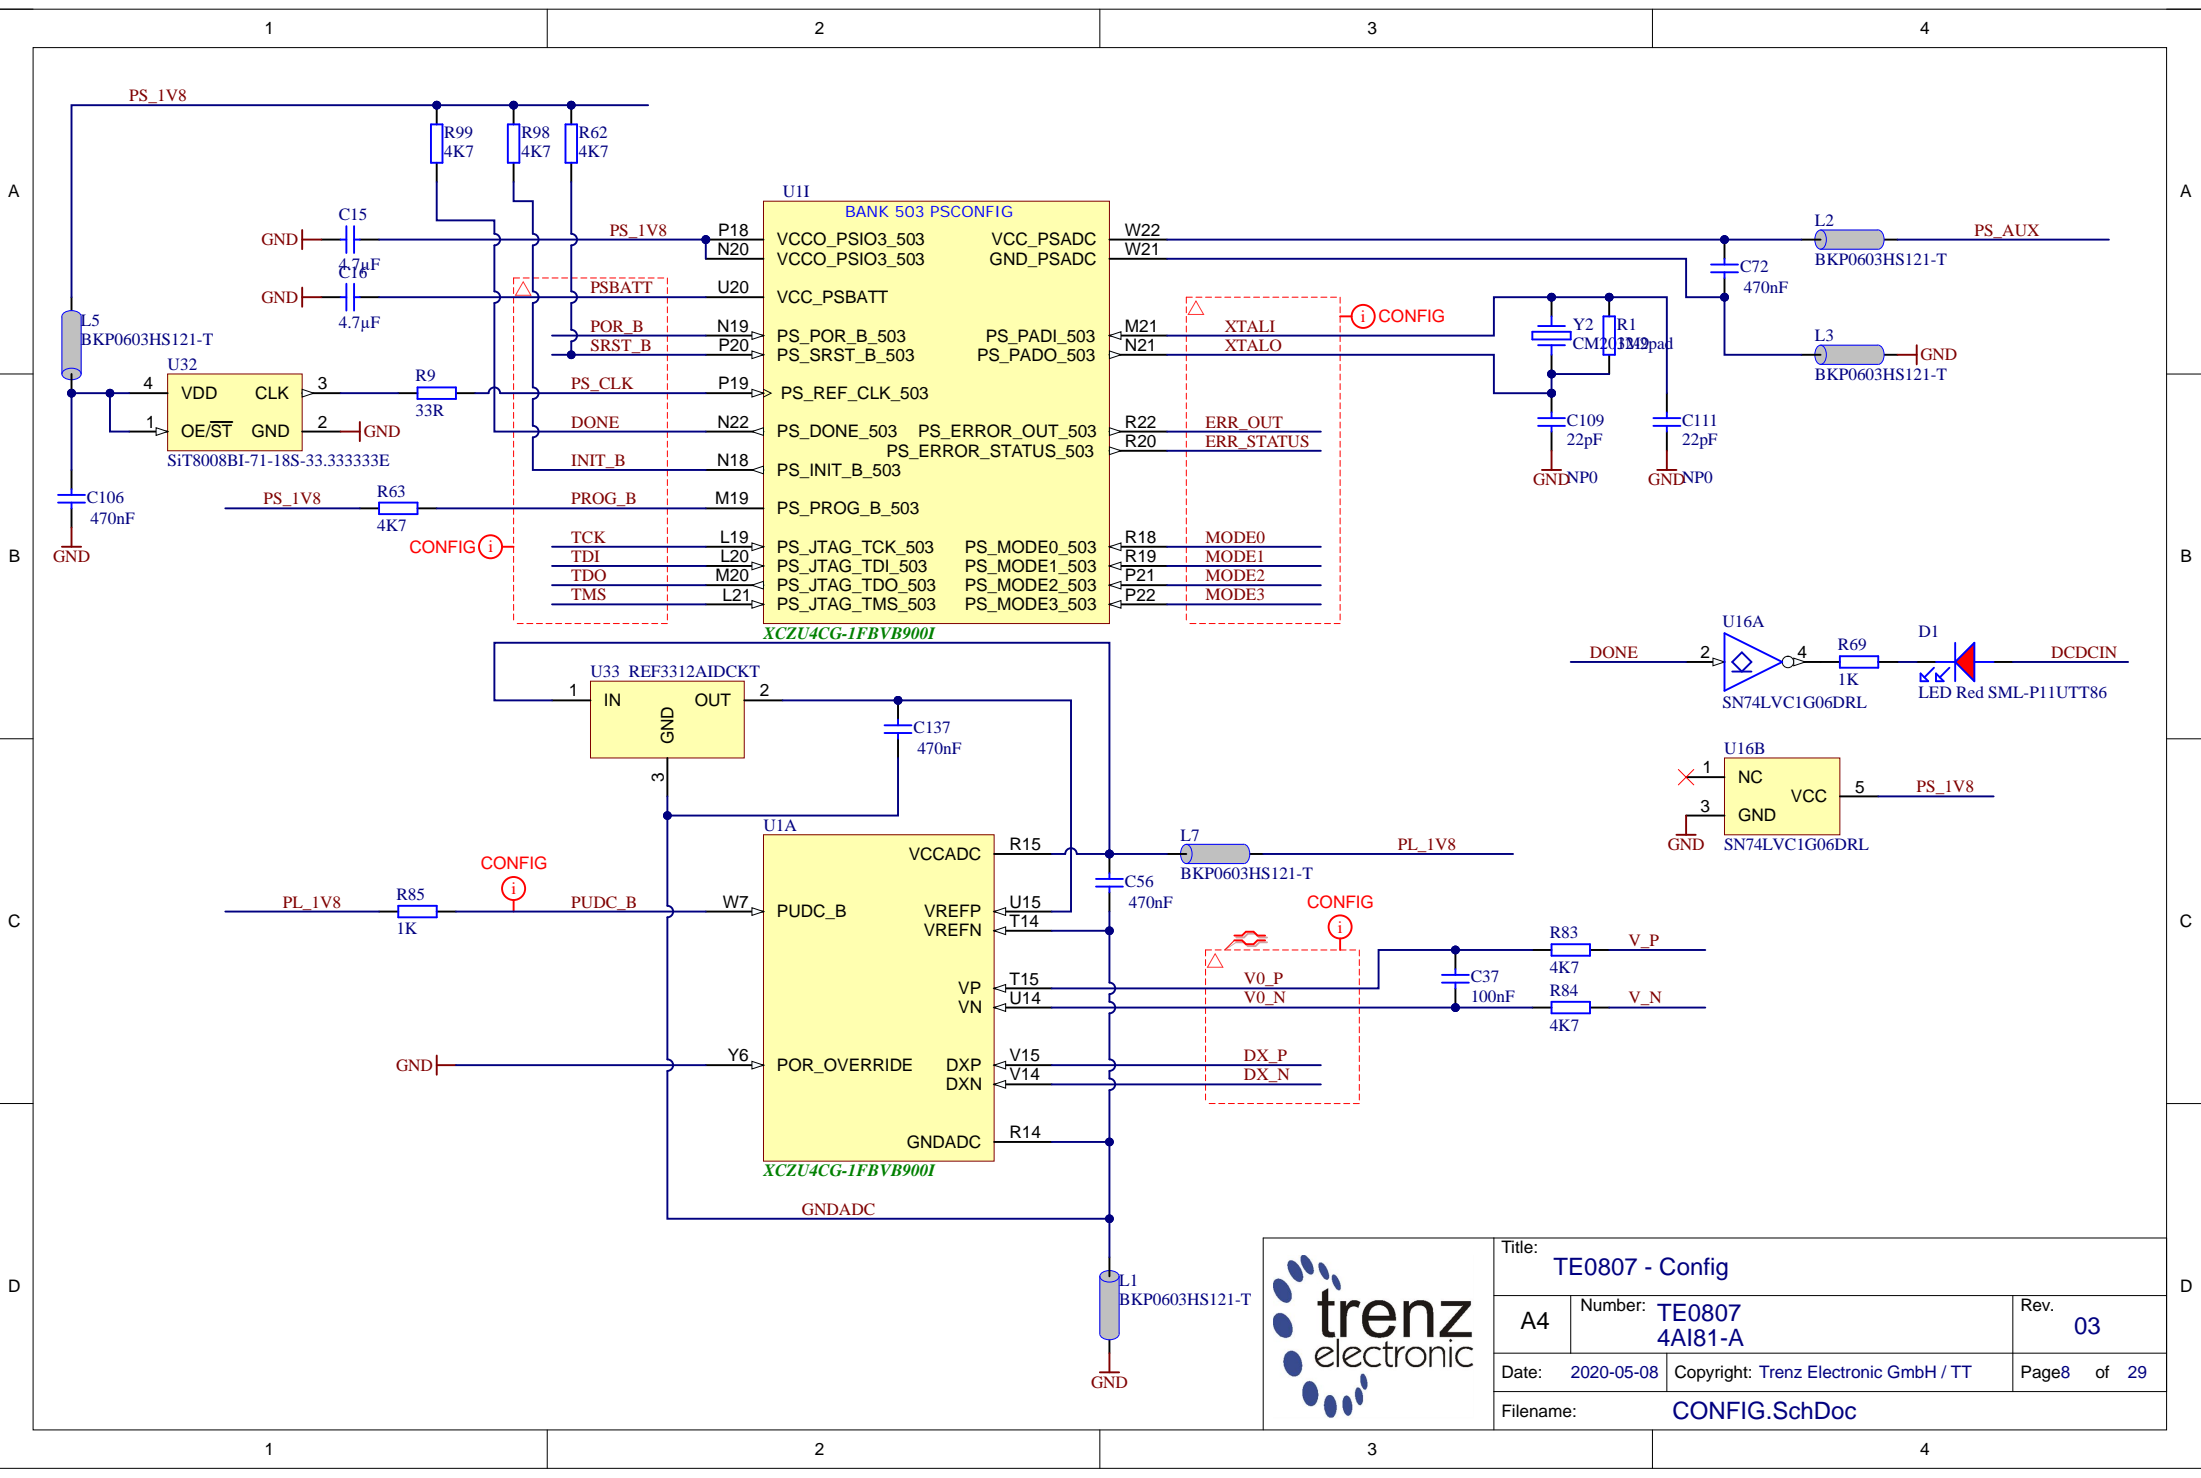 1 2 3 4
A
B
C
D
PS_1V8
R99
4K7
R98
4K7
R62
4K7
C15
GND
4.7µF
PS_1V8
C16
GND
4.7µF
L5
BKP0603HS121-T
U32
4 VDD CLK 3
1 OE/ST GND 2
GND
SiT8008BI-71-18S-33.333333E
R9
33R
C106
470nF
GND
PS_1V8
R63
4K7
CONFIG
i
PSBATT
POR_B
SRST_B
PS_CLK
DONE
INIT_B
PROG_B
TCK
TDI
TDO
TMS
U1I
BANK 503 PSCONFIG
P18 VCCO_PSIO3_503
N20 VCCO_PSIO3_503
U20 VCC_PSBATT
N19 PS_POR_B_503
P20 PS_SRST_B_503
P19 PS_REF_CLK_503
N22 PS_DONE_503
N18 PS_INIT_B_503
M19 PS_PROG_B_503
L19 PS_JTAG_TCK_503
L20 PS_JTAG_TDI_503
M20 PS_JTAG_TDO_503
L21 PS_JTAG_TMS_503
VCC_PSADC W22
GND_PSADC W21
PS_PADI_503 M21
PS_PADO_503 N21
PS_ERROR_OUT_503 R22
PS_ERROR_STATUS_503 R20
PS_MODE0_503 R18
PS_MODE1_503 R19
PS_MODE2_503 P21
PS_MODE3_503 P22
XCZU4CG-1FBVB900I
XTALI
XTALO
ERR_OUT
ERR_STATUS
MODE0
MODE1
MODE2
MODE3
i CONFIG
Y2
R1
C109
22pF
GND NP0
C111
22pF
GND NP0
L2
BKP0603HS121-T
PS_AUX
C72
470nF
L3
BKP0603HS121-T
GND
DONE
U16A
2 4
SN74LVC1G06DRL
R69
1K
D1
LED Red SML-P11UTT86
DCDCIN
U16B
1 NC
VCC 5
3 GND
PS_1V8
GND
SN74LVC1G06DRL
U33 REF3312AIDCKT
1 IN OUT 2
GND
3
C137
470nF
U1A
VCCADC R15
W7 PUDC_B
VREFP U15
VREFN T14
VP T15
VN U14
Y6 POR_OVERRIDE
DXP V15
DXN V14
GNDADC R14
XCZU4CG-1FBVB900I
PL_1V8
R85
1K
CONFIG
i
PUDC_B
GND
L7
BKP0603HS121-T
PL_1V8
C56
470nF
CONFIG
i
V0_P
V0_N
DX_P
DX_N
C37
100nF
R83
4K7
V_P
R84
4K7
V_N
GNDADC
L1
BKP0603HS121-T
GND
trenz
electronic
Title:
TE0807 - Config
A4
Number: TE0807
4AI81-A
Rev.
03
Date: 2020-05-08 Copyright: Trenz Electronic GmbH / TT Page8 of 29
Filename: CONFIG.SchDoc
A
B
C
D
1 2 3 4